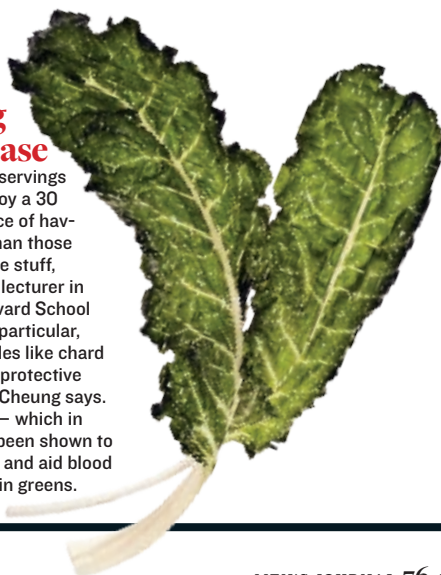 g
ase
servings
oy a 30
ce of hav-
han those
e stuff,
lecturer in
vard School
particular,
les like chard
protective
Cheung says.
— which in
been shown to
and aid blood
in greens.